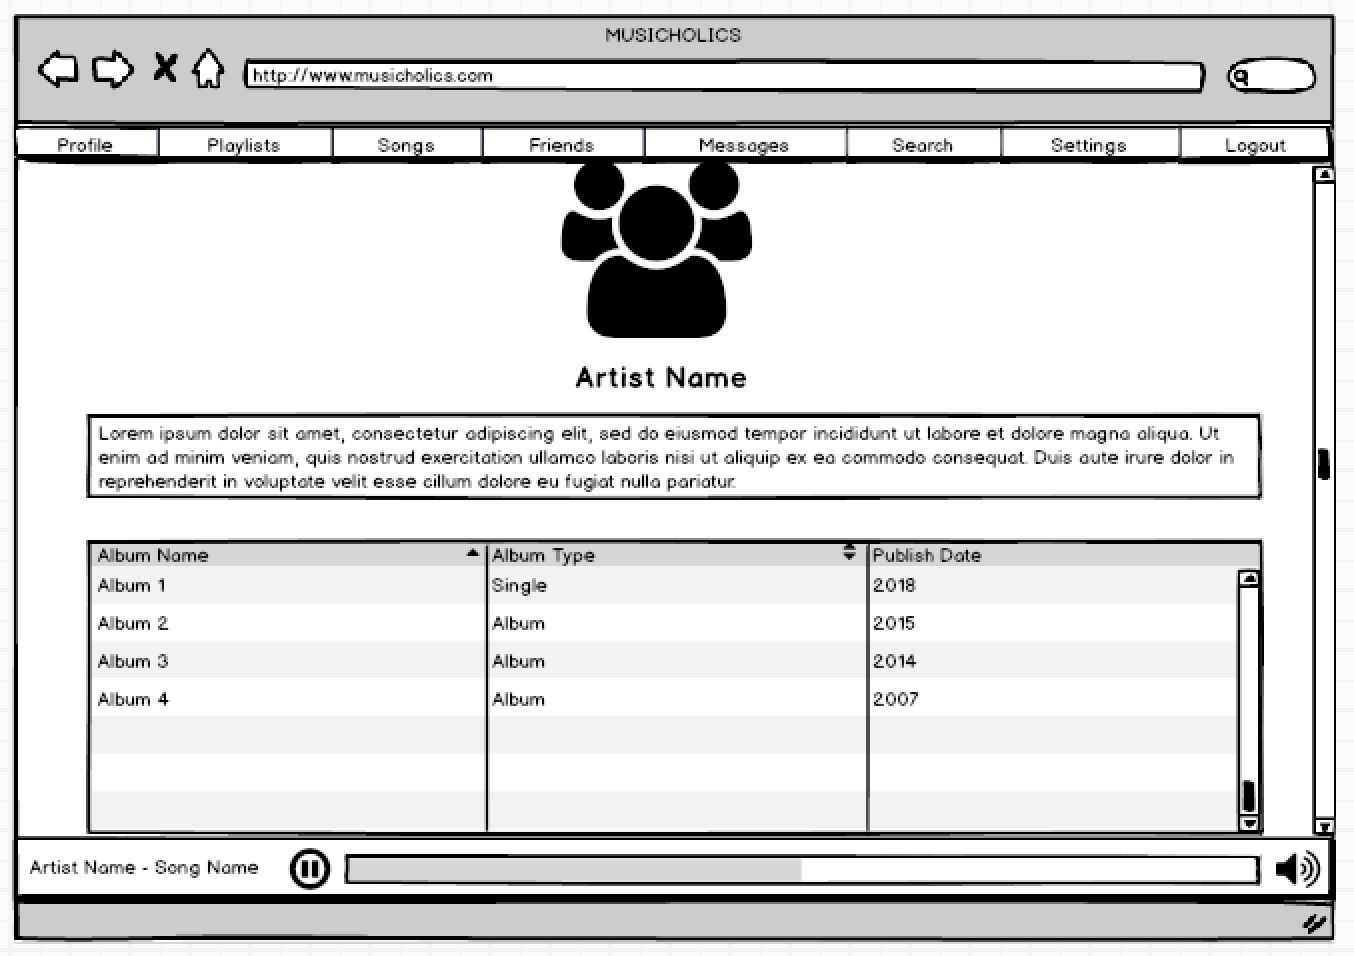 MUSICHOLICS
http://www.musicholics.com
Profile Playlists Songs Friends Messages Search Settings Logout
Artist Name
Lorem ipsum dolor sit amet, consectetur adipiscing elit, sed do eiusmod tempor incididunt ut labore et dolore magna aliqua. Ut
enim ad minim veniam, quis nostrud exercitation ullamco laboris nisi ut aliquip ex ea commodo consequat. Duis aute irure dolor in
reprehenderit in voluptate velit esse cillum dolore eu fugiat nulla pariatur.
Album Name Album Type Publish Date
Album 1 Single 2018
Album 2 Album 2015
Album 3 Album 2014
Album 4 Album 2007
Artist Name - Song Name